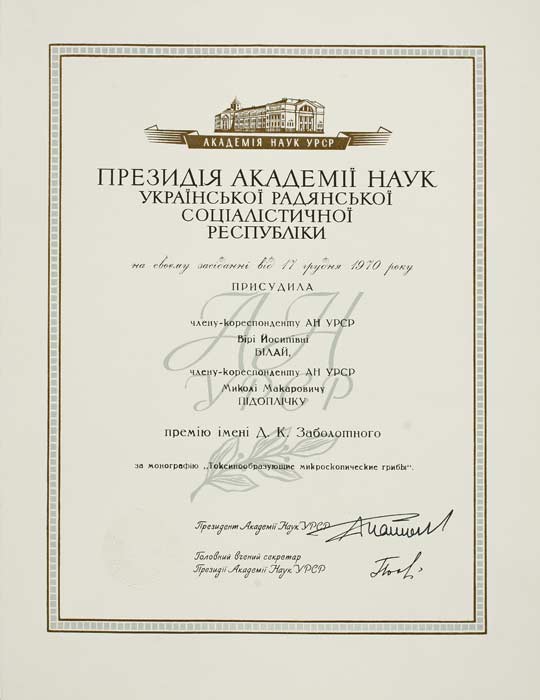 АКАДЕМІЯ НАУК УРСР
ПРЕЗИДІЯ АКАДЕМІЇ НАУК
УКРАЇНСЬКОЇ РАДЯНСЬКОЇ
СОЦІАЛІСТИЧНОЇ
РЕСПУБЛІКИ
на своєму засіданні від 17 грудня 1970 року
ПРИСУДИЛА
АН
УРСР
члену-кореспонденту АН УРСР
Вірі Йосипівні
БІЛАЙ,
члену-кореспонденту АН УРСР
Миколі Макаровичу
ПІДОПЛІЧКУ
премію імені Д. К. Заболотного
за монографію „Токсинообразующие микроскопические грибы“.
Президент Академії Наук УРСР
Головний вчений секретар
Президії Академії Наук УРСР